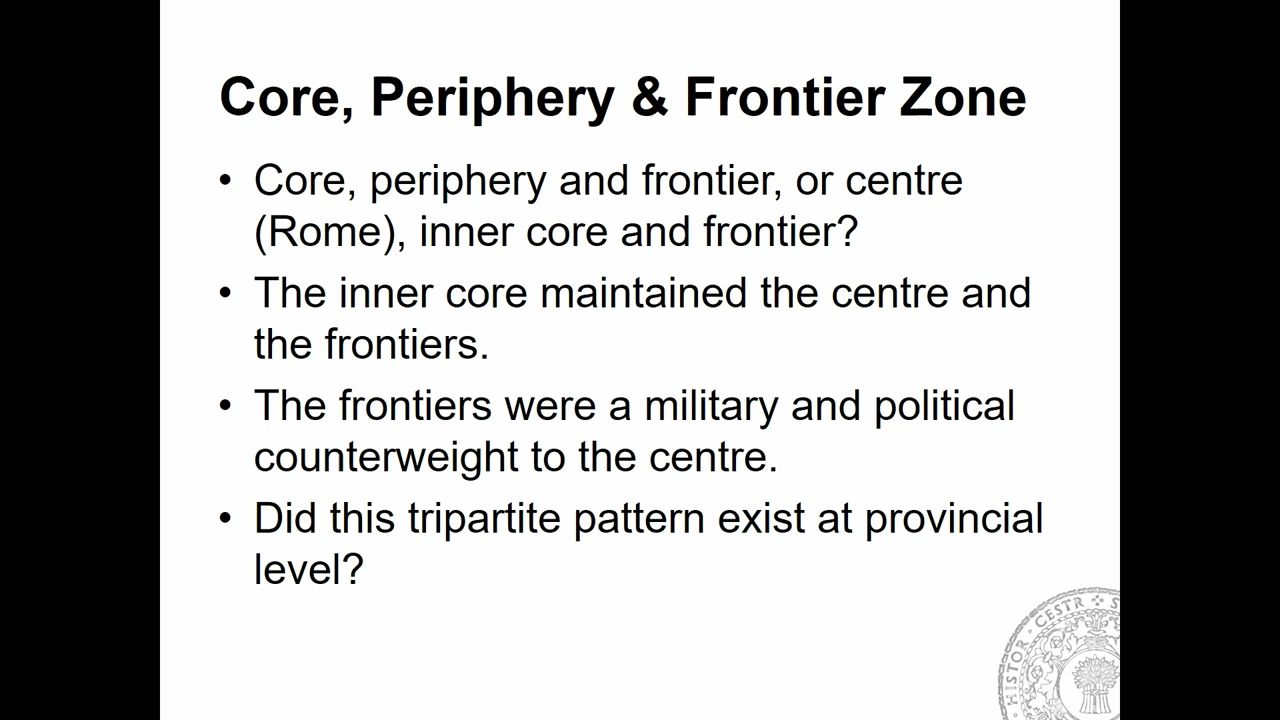 Core, Periphery & Frontier Zone
• Core, periphery and frontier, or centre
(Rome), inner core and frontier?
• The inner core maintained the centre and
the frontiers.
• The frontiers were a military and political
counterweight to the centre.
• Did this tripartite pattern exist at provincial
level?
HISTOR · CESTR